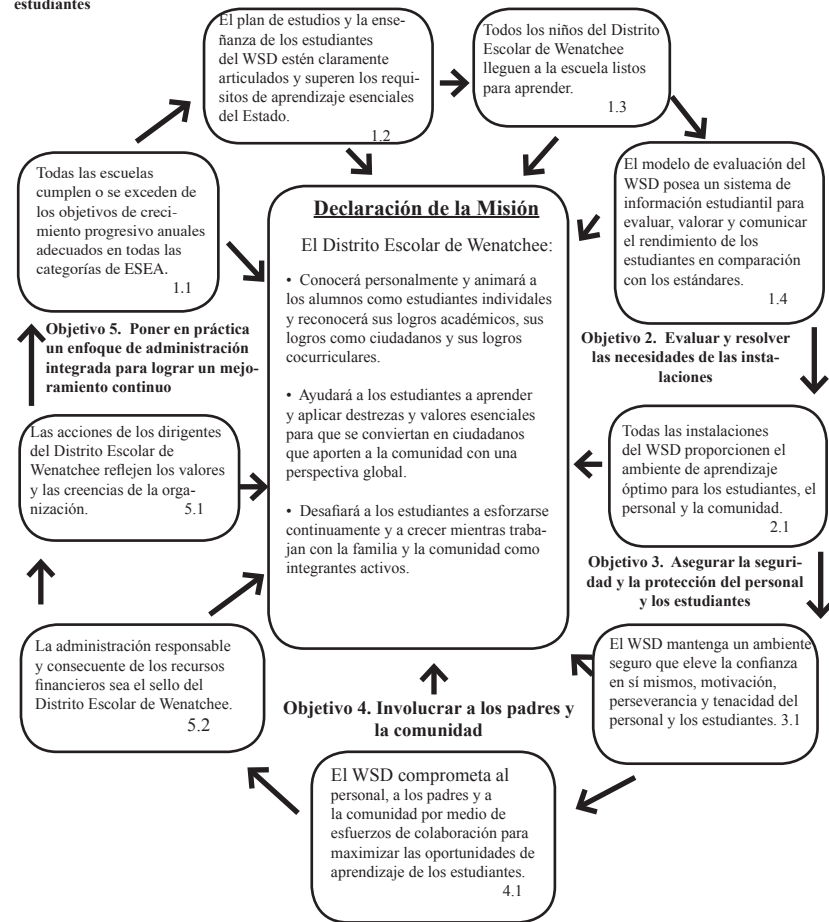 estudiantes
El plan de estudios y la ense-
ñanza de los estudiantes
del WSD estén claramente
articulados y superen los requi-
sitos de aprendizaje esenciales
del Estado.
1.2
Todos los niños del Distrito
Escolar de Wenatchee
lleguen a la escuela listos
para aprender.
1.3
Todas las escuelas
cumplen o se exceden de
los objetivos de creci-
miento progresivo anuales
adecuados en todas las
categorías de ESEA.
1.1
Declaración de la Misión
El Distrito Escolar de Wenatchee:
• Conocerá personalmente y animará a
los alumnos como estudiantes individales
y reconocerá sus logros académicos, sus
logros como ciudadanos y sus logros
cocurriculares.
• Ayudará a los estudiantes a aprender
y aplicar destrezas y valores esenciales
para que se conviertan en ciudadanos
que aporten a la comunidad con una
perspectiva global.
• Desafiará a los estudiantes a esforzarse
continuamente y a crecer mientras traba-
jan con la familia y la comunidad como
integrantes activos.
El modelo de evaluación del
WSD posea un sistema de
información estudiantil para
evaluar, valorar y comunicar
el rendimiento de los
estudiantes en comparación
con los estándares.
1.4
Objetivo 5. Poner en práctica
un enfoque de administración
integrada para lograr un mejo-
ramiento continuo
Objetivo 2. Evaluar y resolver
las necesidades de las insta-
laciones
Las acciones de los dirigentes
del Distrito Escolar de
Wenatchee reflejen los valores
y las creencias de la orga-
nización. 5.1
Todas las instalaciones
del WSD proporcionen el
ambiente de aprendizaje
óptimo para los estudiantes, el
personal y la comunidad.
2.1
Objetivo 3. Asegurar la seguri-
dad y la protección del personal
y los estudiantes
La administración responsable
y consecuente de los recursos
financieros sea el sello del
Distrito Escolar de Wenatchee.
5.2
El WSD mantenga un ambiente
seguro que eleve la confianza
en sí mismos, motivación,
perseverancia y tenacidad del
personal y los estudiantes. 3.1
Objetivo 4. Involucrar a los padres y
la comunidad
El WSD comprometa al
personal, a los padres y a
la comunidad por medio de
esfuerzos de colaboración para
maximizar las oportunidades de
aprendizaje de los estudiantes.
4.1